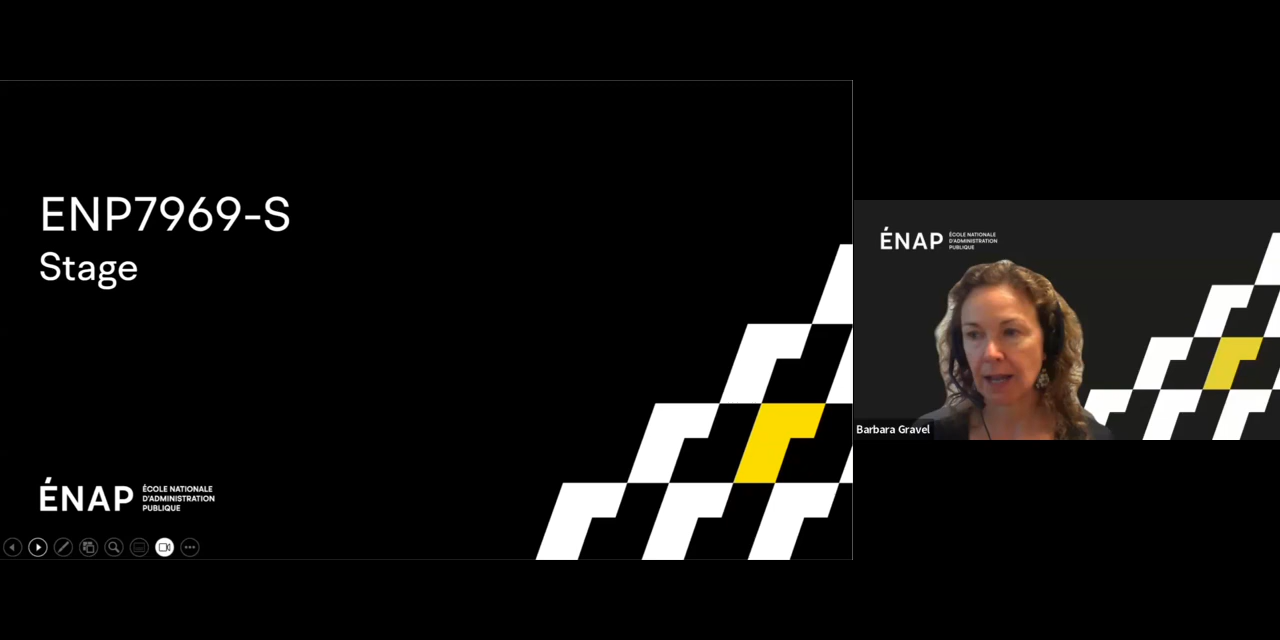 ENP7969-S
Stage
ÉNAP
ÉCOLE NATIONALE
D'ADMINISTRATION
PUBLIQUE
ÉNAP
ÉCOLE NATIONALE
D'ADMINISTRATION
PUBLIQUE
Barbara Gravel